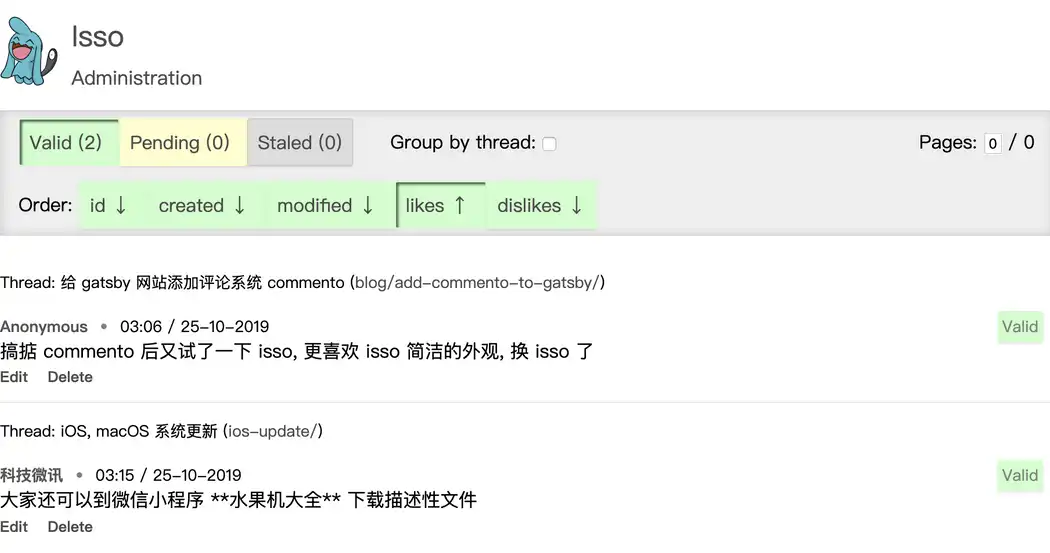 Isso
Administration
Valid (2) Pending (0) Staled (0) Group by thread: Pages: 0 / 0
Order: id ↓ created ↓ modified ↓ likes ↑ dislikes ↓
Thread: 给 gatsby 网站添加评论系统 commento (blog/add-commento-to-gatsby/)
Anonymous • 03:06 / 25-10-2019 Valid
搞掂 commento 后又试了一下 isso, 更喜欢 isso 简洁的外观, 换 isso 了
Edit Delete
Thread: iOS, macOS 系统更新 (ios-update/)
科技微讯 • 03:15 / 25-10-2019 Valid
大家还可以到微信小程序 **水果机大全** 下载描述性文件
Edit Delete